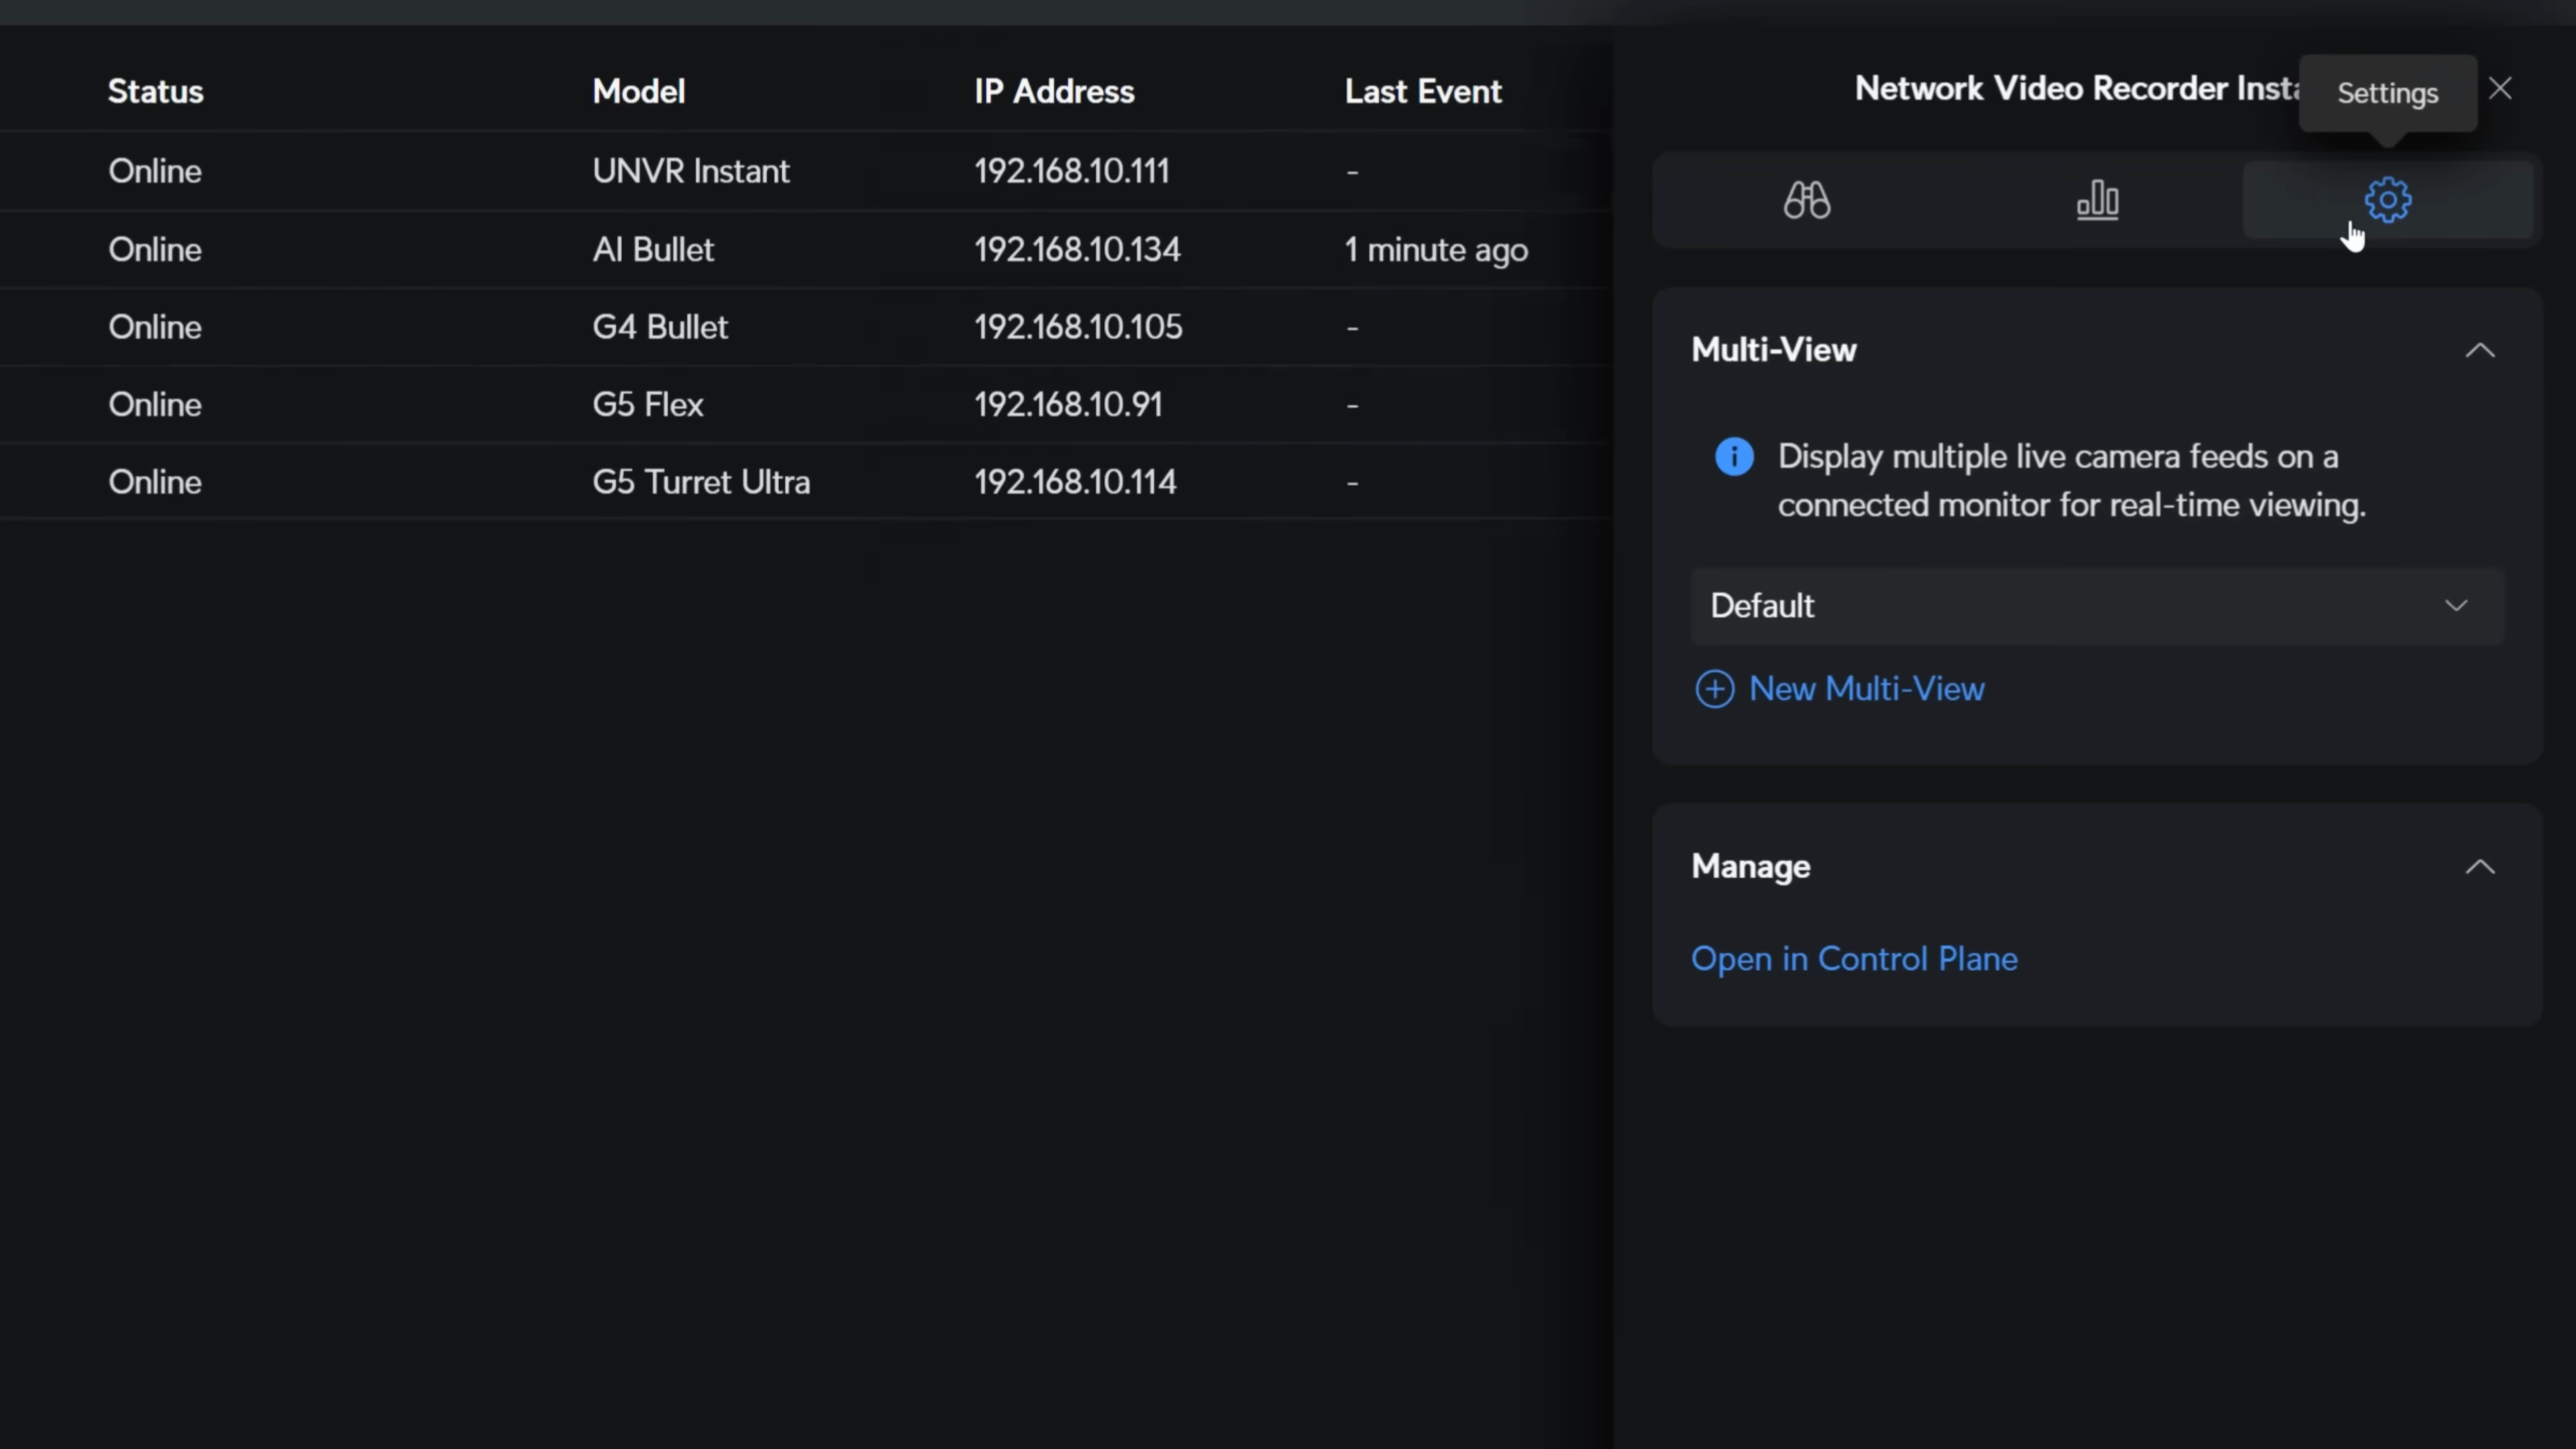 Status Model IP Address Last Event
Online UNVR Instant 192.168.10.111 -
Online AI Bullet 192.168.10.134 1 minute ago
Online G4 Bullet 192.168.10.105 -
Online G5 Flex 192.168.10.91 -
Online G5 Turret Ultra 192.168.10.114 -
Network Video Recorder
Settings
Multi-View
Display multiple live camera feeds on a
connected monitor for real-time viewing.
Default
New Multi-View
Manage
Open in Control Plane